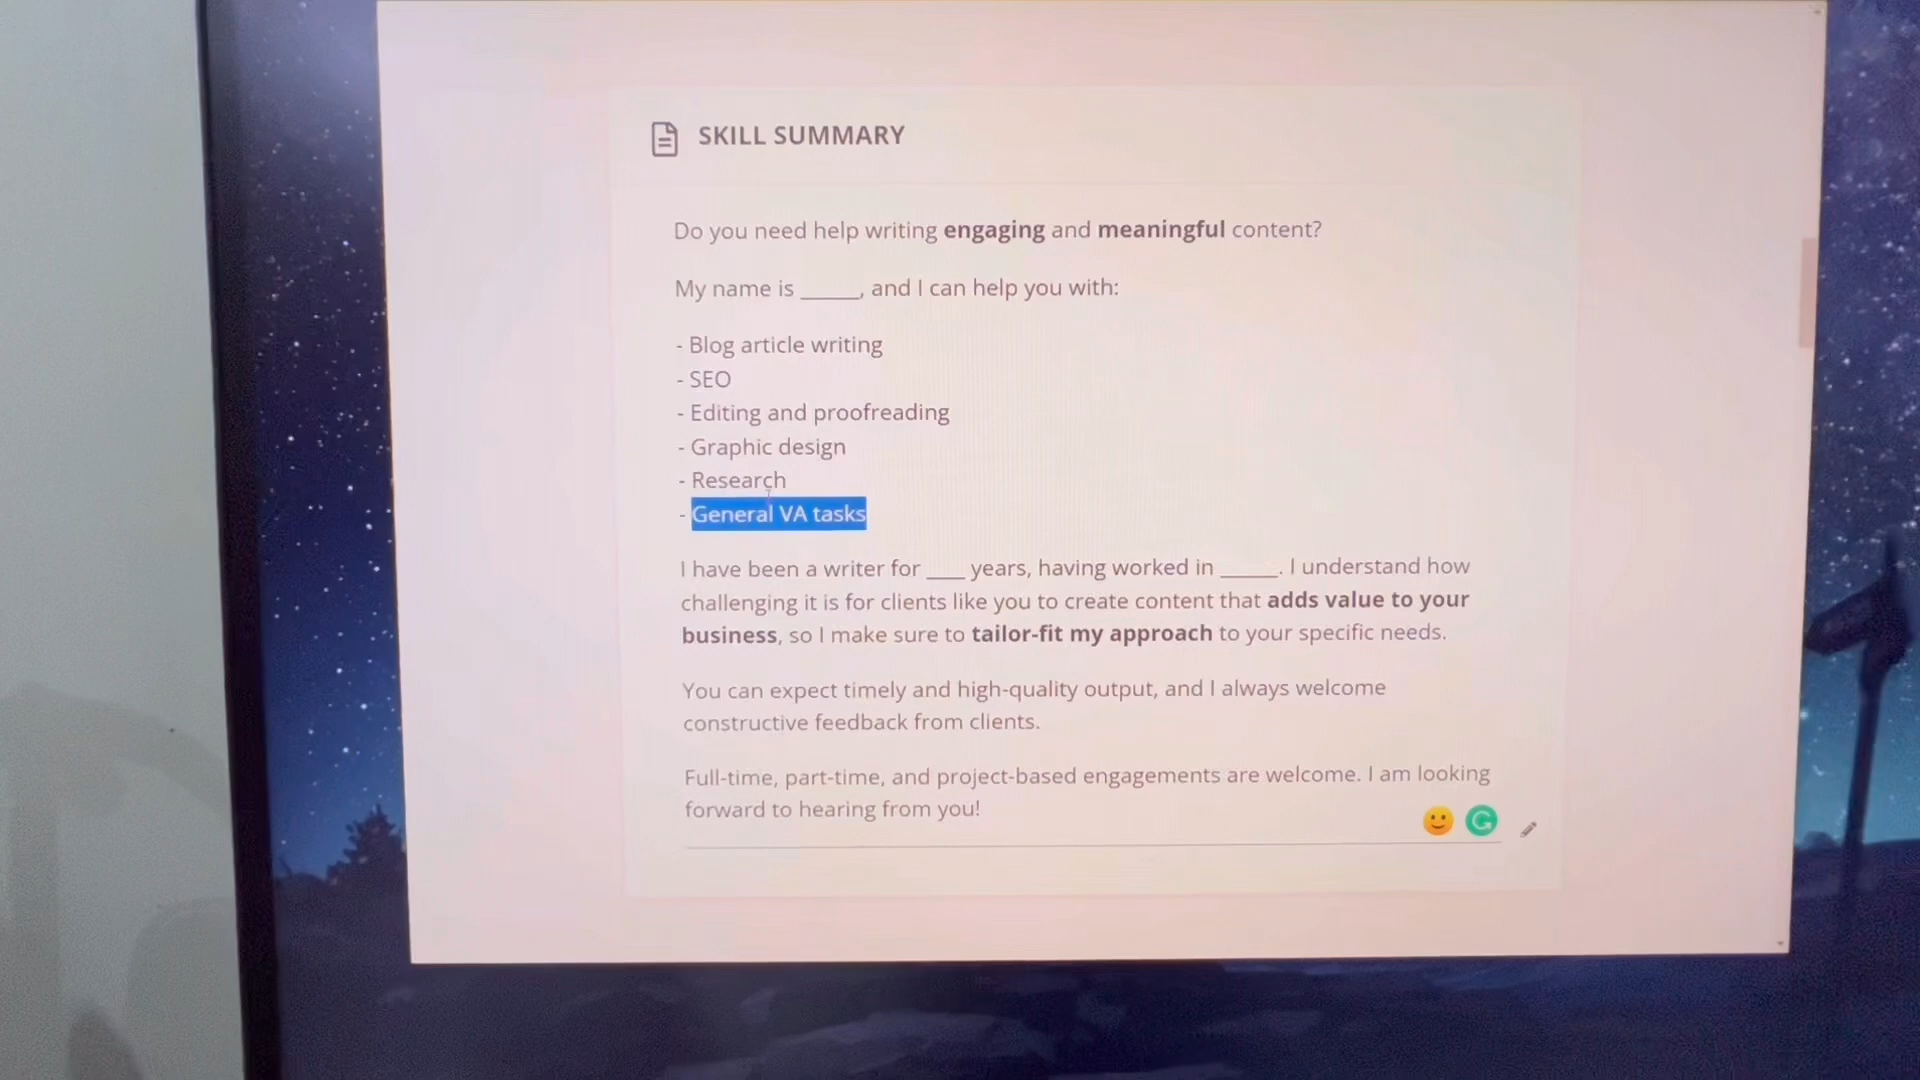 SKILL SUMMARY
Do you need help writing engaging and meaningful content?
My name is _____, and I can help you with:
- Blog article writing
- SEO
- Editing and proofreading
- Graphic design
- Research
- General VA tasks
I have been a writer for ___ years, having worked in _____. I understand how
challenging it is for clients like you to create content that adds value to your
business, so I make sure to tailor-fit my approach to your specific needs.
You can expect timely and high-quality output, and I always welcome
constructive feedback from clients.
Full-time, part-time, and project-based engagements are welcome. I am looking
forward to hearing from you!